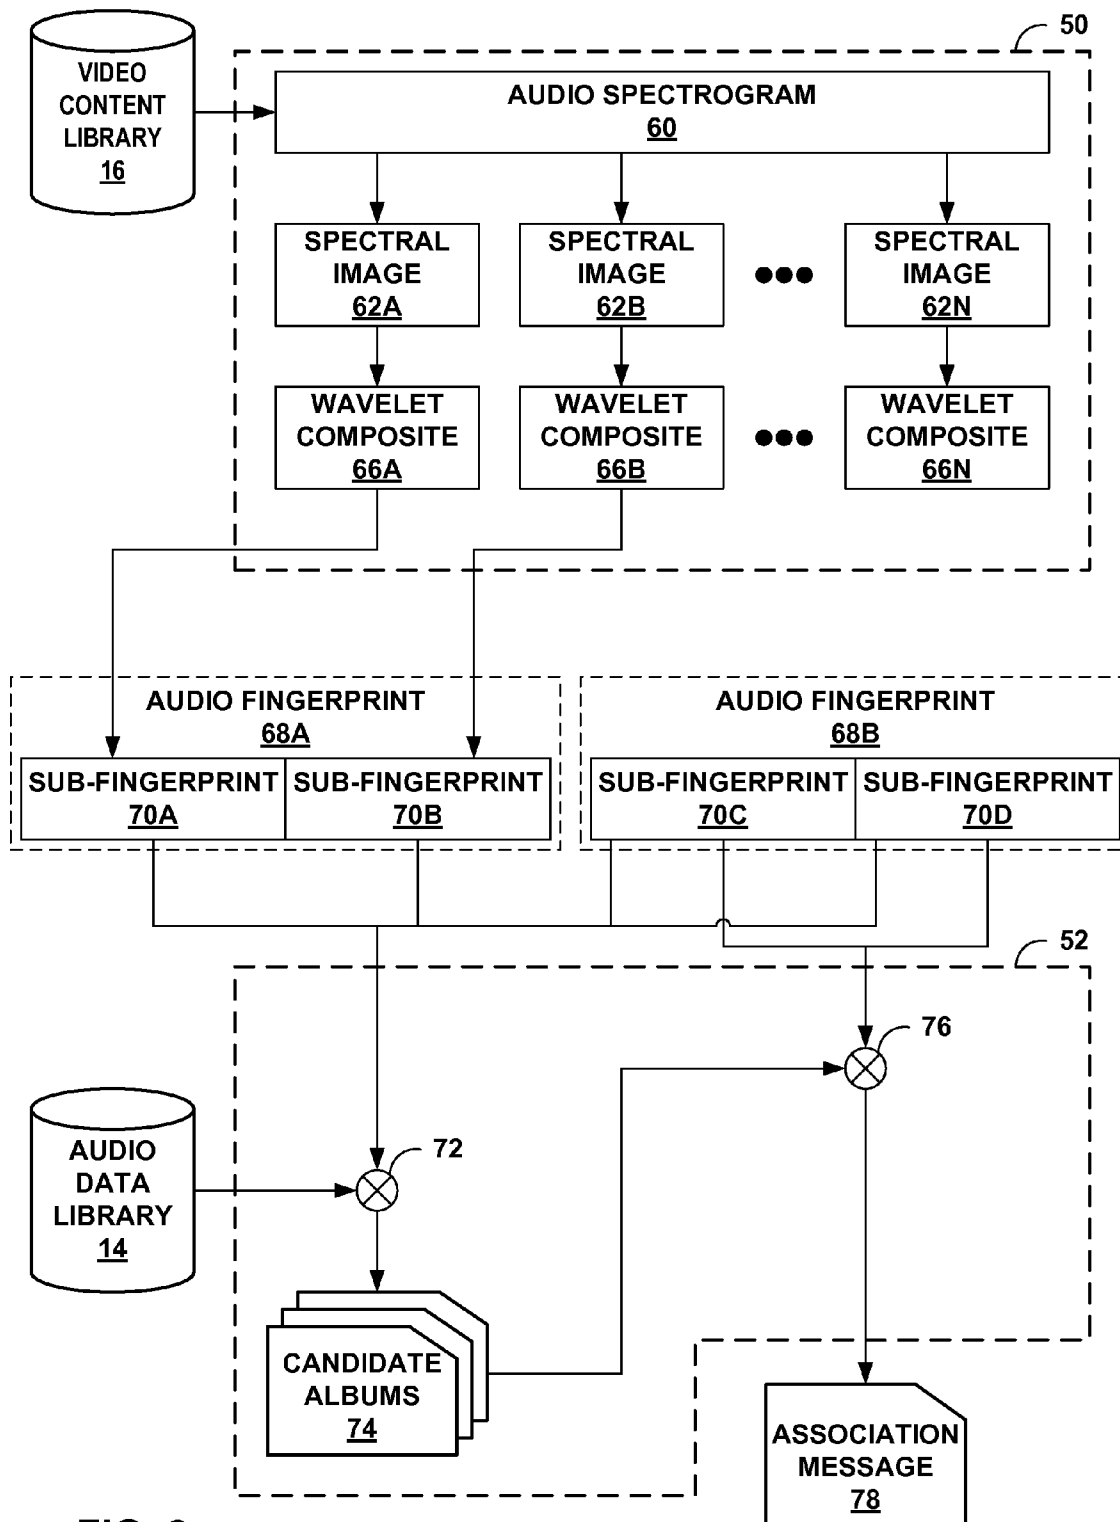 50
VIDEO
CONTENT
LIBRARY
16
AUDIO SPECTROGRAM
60
SPECTRAL
IMAGE
62A
SPECTRAL
IMAGE
62B
SPECTRAL
IMAGE
62N
WAVELET
COMPOSITE
66A
WAVELET
COMPOSITE
66B
WAVELET
COMPOSITE
66N
AUDIO FINGERPRINT
68A
SUB-FINGERPRINT
70A
SUB-FINGERPRINT
70B
AUDIO FINGERPRINT
68B
SUB-FINGERPRINT
70C
SUB-FINGERPRINT
70D
52
76
72
AUDIO
DATA
LIBRARY
14
CANDIDATE
ALBUMS
74
ASSOCIATION
MESSAGE
78